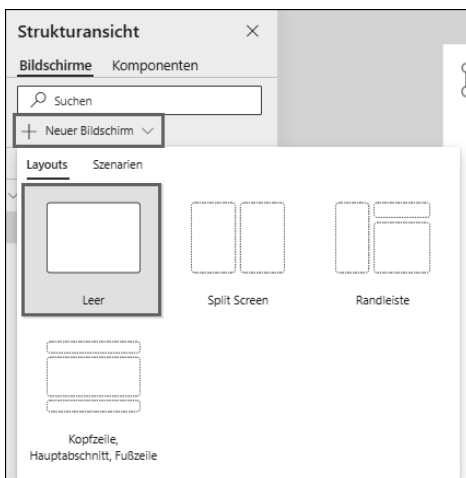 Strukturansicht
Bildschirme Komponenten
Suchen
Neuer Bildschirm
Layouts Szenarien
Leer
Split Screen
Randleiste
Kopfzeile,
Hauptabschnitt, Fußzeile